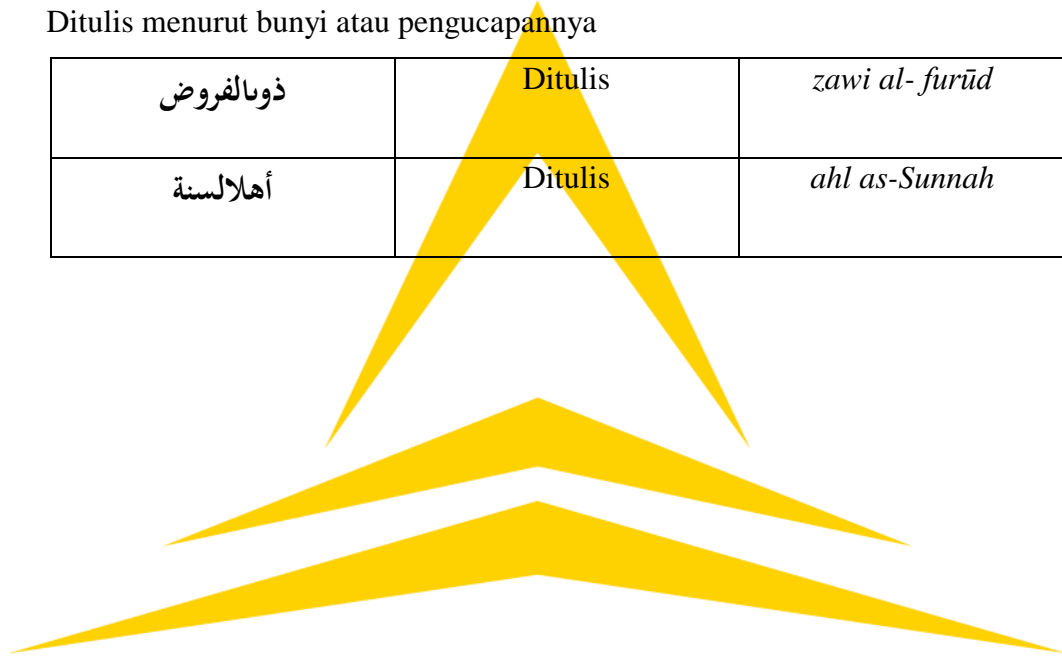 Ditulis menurut bunyi atau pengucapannya
ذوىالفروض Ditulis zawi al- furūd
أهلالسنة Ditulis ahl as-Sunnah